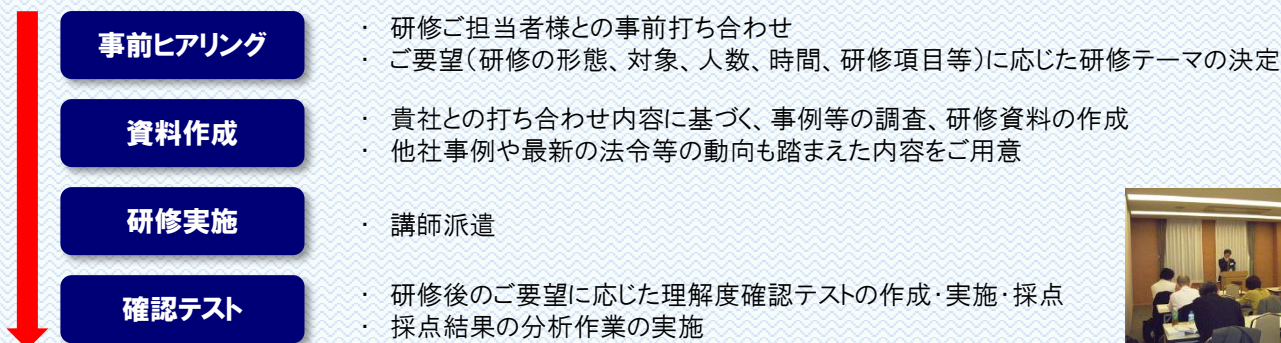 事前ヒアリング
・ 研修ご担当者様との事前打ち合わせ
・ ご要望(研修の形態、対象、人数、時間、研修項目等)に応じた研修テーマの決定
資料作成
・ 貴社との打ち合わせ内容に基づく、事例等の調査、研修資料の作成
・ 他社事例や最新の法令等の動向も踏まえた内容をご用意
研修実施
・ 講師派遣
確認テスト
・ 研修後のご要望に応じた理解度確認テストの作成・実施・採点
・ 採点結果の分析作業の実施